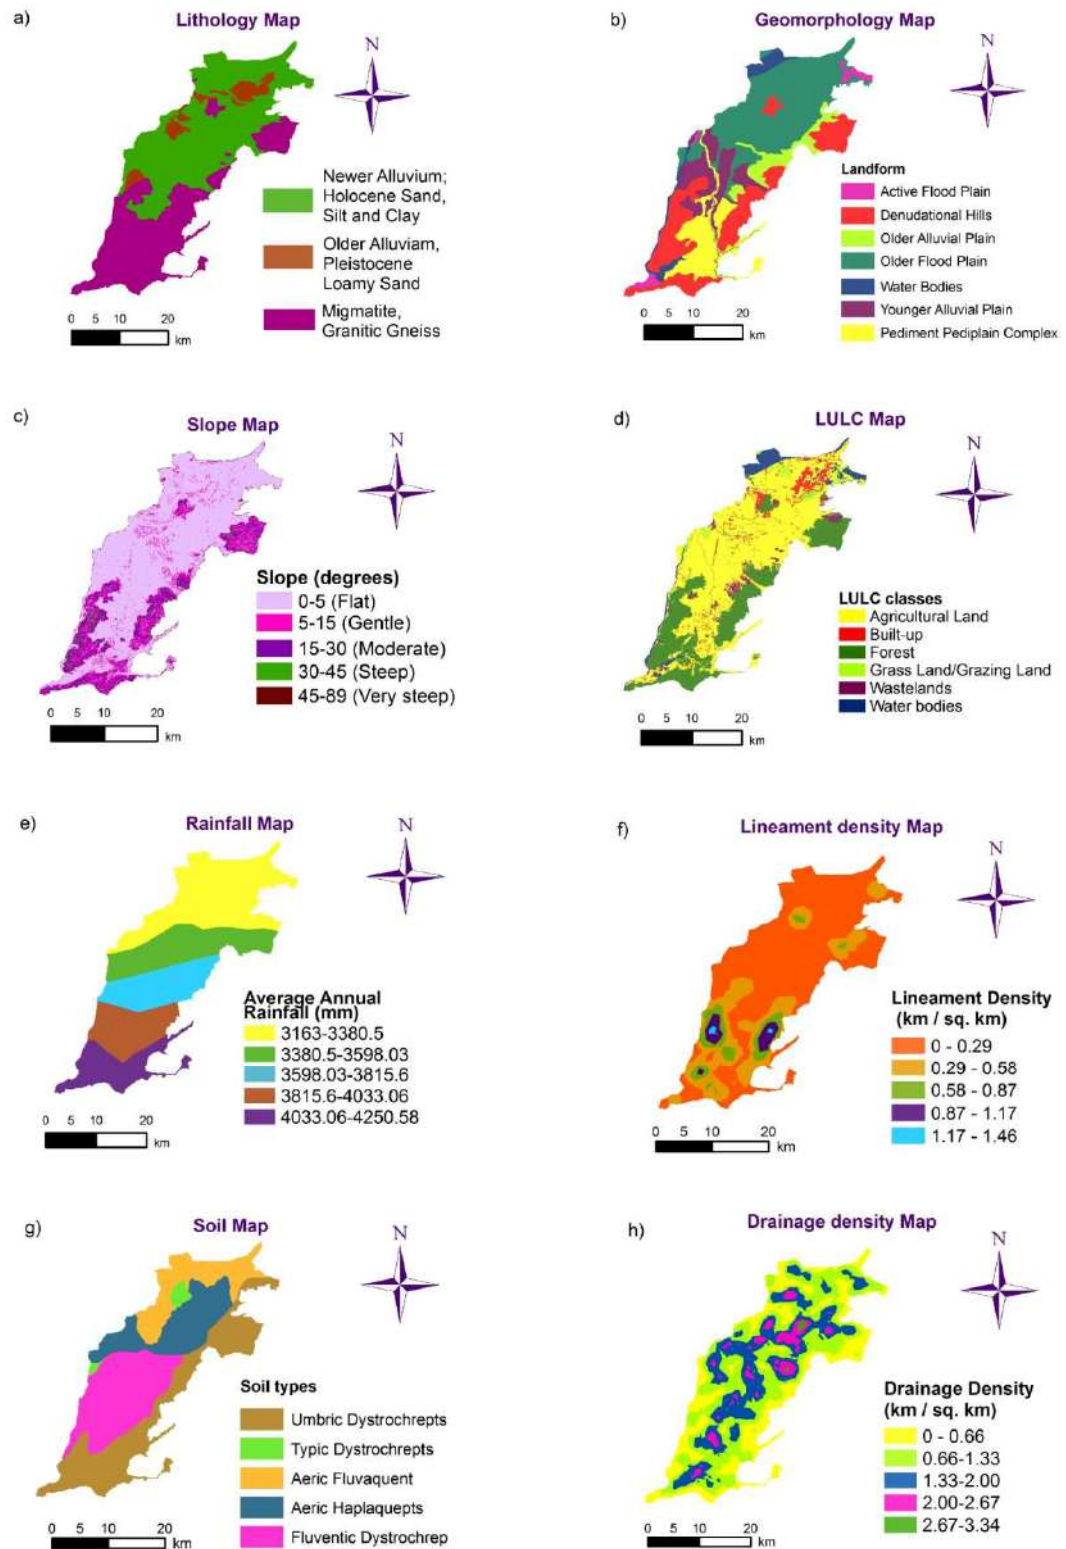 a)
Lithology Map
N
Newer Alluvium;
Holocene Sand,
Silt and Clay
Older Alluviam,
Pleistocene
Loamy Sand
Migmatite,
Granitic Gneiss
0 5 10 20
km
b)
Geomorphology Map
N
Landform
Active Flood Plain
Denudational Hills
Older Alluvial Plain
Older Flood Plain
Water Bodies
Younger Alluvial Plain
Pediment Pediplain Complex
0 5 10 20
km
c)
Slope Map
N
Slope (degrees)
0-5 (Flat)
5-15 (Gentle)
15-30 (Moderate)
30-45 (Steep)
45-89 (Very steep)
0 5 10 20
km
d)
LULC Map
N
LULC classes
Agricultural Land
Built-up
Forest
Grass Land/Grazing Land
Wastelands
Water bodies
0 5 10 20
km
e)
Rainfall Map
N
Average Annual
Rainfall (mm)
3163-3380.5
3380.5-3598.03
3598.03-3815.6
3815.6-4033.06
4033.06-4250.58
0 5 10 20
km
f)
Lineament density Map
N
Lineament Density
(km / sq. km)
0 - 0.29
0.29 - 0.58
0.58 - 0.87
0.87 - 1.17
1.17 - 1.46
0 5 10 20
km
g)
Soil Map
N
Soil types
Umbric Dystrochrepts
Typic Dystrochrepts
Aeric Fluvaquent
Aeric Haplaquepts
Fluventic Dystrochrep
0 5 10 20
km
h)
Drainage density Map
N
Drainage Density
(km / sq. km)
0 - 0.66
0.66-1.33
1.33-2.00
2.00-2.67
2.67-3.34
0 5 10 20
km